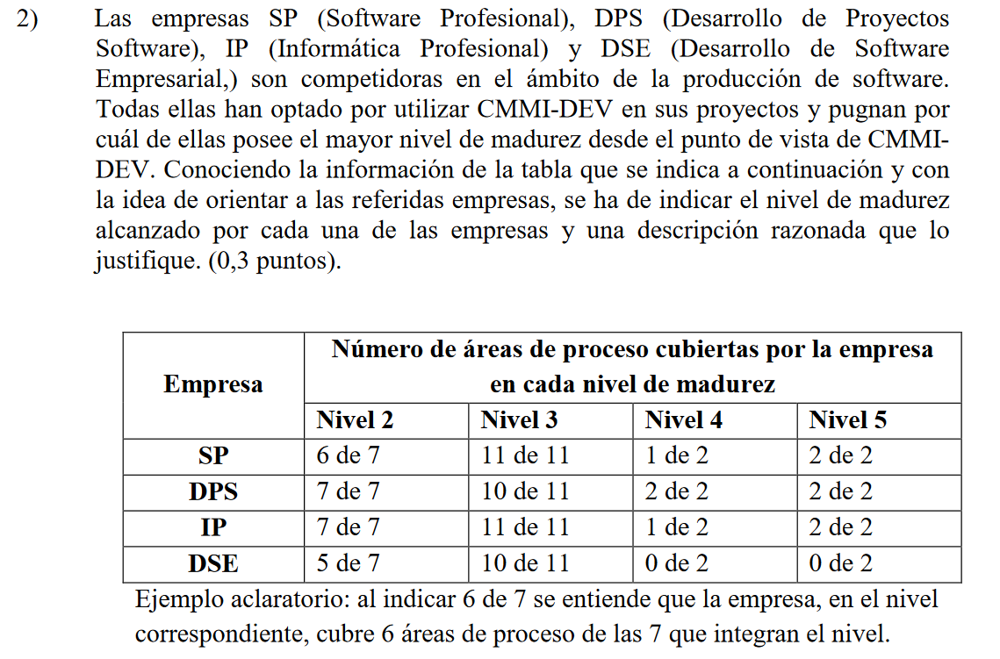 2) Las empresas SP (Software Profesional), DPS (Desarrollo de Proyectos
Software), IP (Informática Profesional) y DSE (Desarrollo de Software
Empresarial,) son competidoras en el ámbito de la producción de software.
Todas ellas han optado por utilizar CMMI-DEV en sus proyectos y pugnan por
cuál de ellas posee el mayor nivel de madurez desde el punto de vista de CMMI-
DEV. Conociendo la información de la tabla que se indica a continuación y con
la idea de orientar a las referidas empresas, se ha de indicar el nivel de madurez
alcanzado por cada una de las empresas y una descripción razonada que lo
justifique. (0,3 puntos).
Empresa
Número de áreas de proceso cubiertas por la empresa
en cada nivel de madurez
Nivel 2 Nivel 3 Nivel 4 Nivel 5
SP 6 de 7 11 de 11 1 de 2 2 de 2
DPS 7 de 7 10 de 11 2 de 2 2 de 2
IP 7 de 7 11 de 11 1 de 2 2 de 2
DSE 5 de 7 10 de 11 0 de 2 0 de 2
Ejemplo aclaratorio: al indicar 6 de 7 se entiende que la empresa, en el nivel
correspondiente, cubre 6 áreas de proceso de las 7 que integran el nivel.